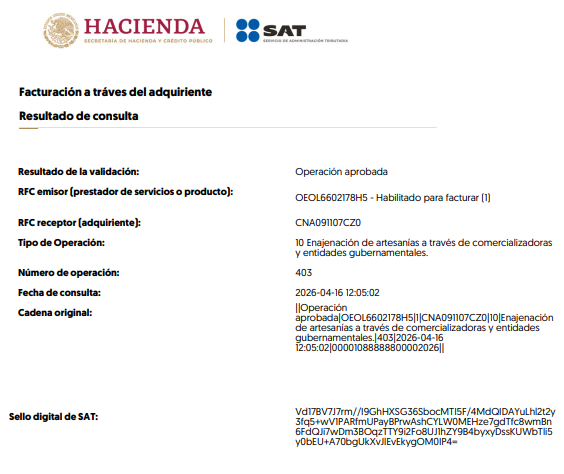 HACIENDA
SECRETARÍA DE HACIENDA Y CRÉDITO PÚBLICO
SAT
SERVICIO DE ADMINISTRACIÓN TRIBUTARIA
Facturación a tráves del adquiriente
Resultado de consulta
Resultado de la validación: Operación aprobada
RFC emisor (prestador de servicios o producto): OEOL6602178H5 - Habilitado para facturar (1)
RFC receptor (adquiriente): CNA091107CZ0
Tipo de Operación: 10 Enajenación de artesanías a través de comercializadoras
y entidades gubernamentales.
Número de operación: 403
Fecha de consulta: 2026-04-16 12:05:02
Cadena original: ||Operación
aprobada|OEOL6602178H5|1|CNA091107CZ0|10|Enajenación
de artesanías a través de comercializadoras y entidades
gubernamentales.|403|2026-04-16
12:05:02|00001088888800002026||
Sello digital de SAT: Vd17BV7J7rm//I9GhHXSG36SbocMTI5F/4MdQIDAYuLhl2t2y
3fq5+wV1PARfmUPayBPrwAshCYLW0MEHze7gdTfc8wmBn
6FdQJi7wDm3BOqzTTY9i2Fo8UJ1hZY9B4byxyDssKUWbTli5
y0bEU+A70bgUkXvJlEvEkygOM0IP4=